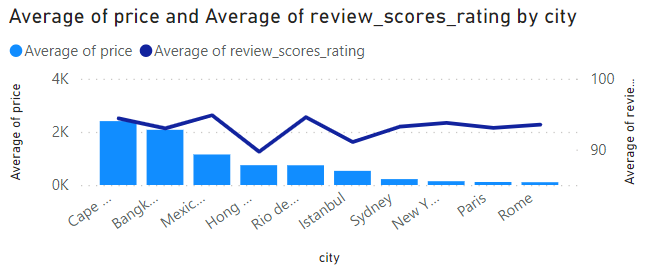 Average of price and Average of review_scores_rating by city
Average of price Average of review_scores_rating
4K
2K
0K
Average of price
100
90
Average of revie...
Cape ...
Bangk...
Mexic...
Hong ...
Rio de...
Istanbul
Sydney
New Y...
Paris
Rome
city